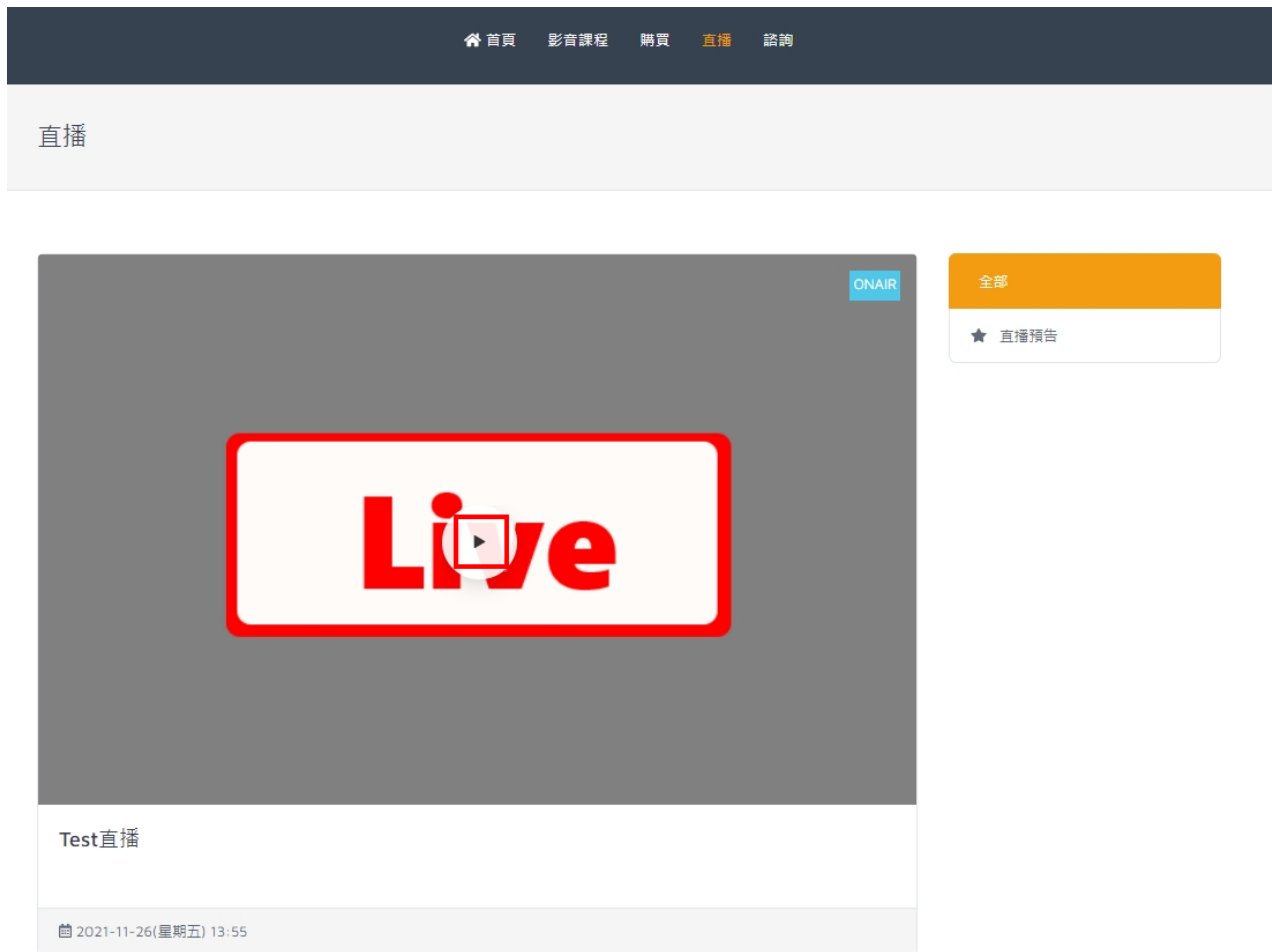 首頁 影音課程 購買 直播 諮詢
直播
ONAIR
Live
Test直播
2021-11-26(星期五) 13:55
全部
直播預告